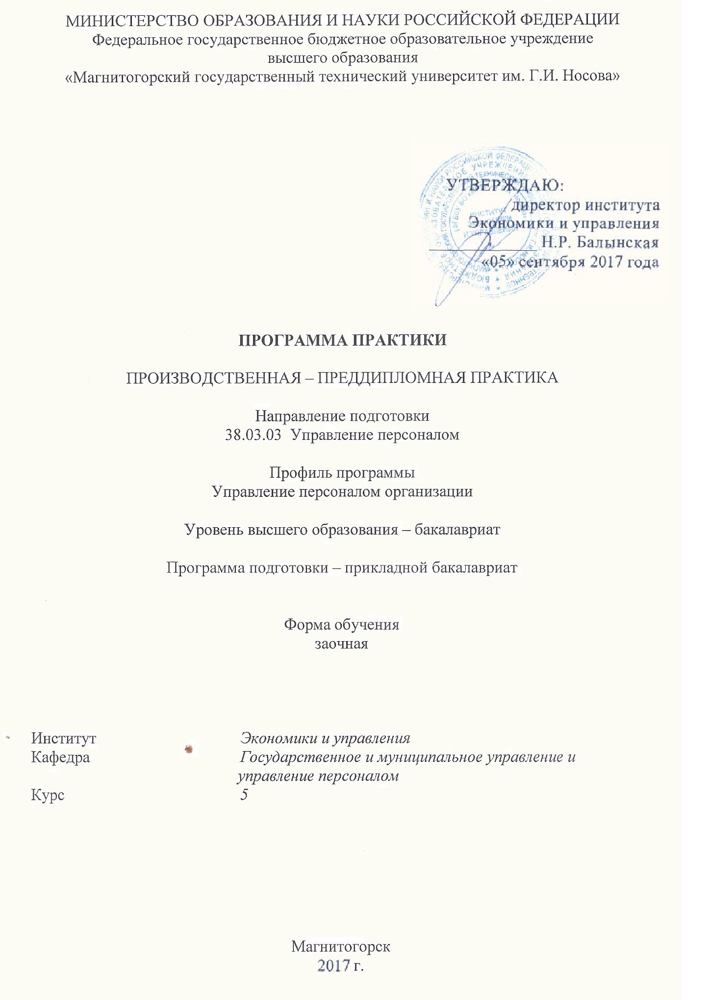 МИНИСТЕРСТВО ОБРАЗОВАНИЯ И НАУКИ РОССИЙСКОЙ ФЕДЕРАЦИИ
Федеральное государственное бюджетное образовательное учреждение
высшего образования
«Магнитогорский государственный технический университет им. Г.И. Носова»
УТВЕРЖДАЮ:
директор института
Экономики и управления
Н.Р. Балынская
«05» сентября 2017 года
ИНСТИТУТ
ЭКОНОМИКИ
И УПРАВЛЕНИЯ
ПРОГРАММА ПРАКТИКИ
ПРОИЗВОДСТВЕННАЯ – ПРЕДДИПЛОМНАЯ ПРАКТИКА
Направление подготовки
38.03.03 Управление персоналом
Профиль программы
Управление персоналом организации
Уровень высшего образования – бакалавриат
Программа подготовки – прикладной бакалавриат
Форма обучения
заочная
Институт Экономики и управления
Кафедра Государственное и муниципальное управление и
управление персоналом
Курс 5
Магнитогорск
2017 г.